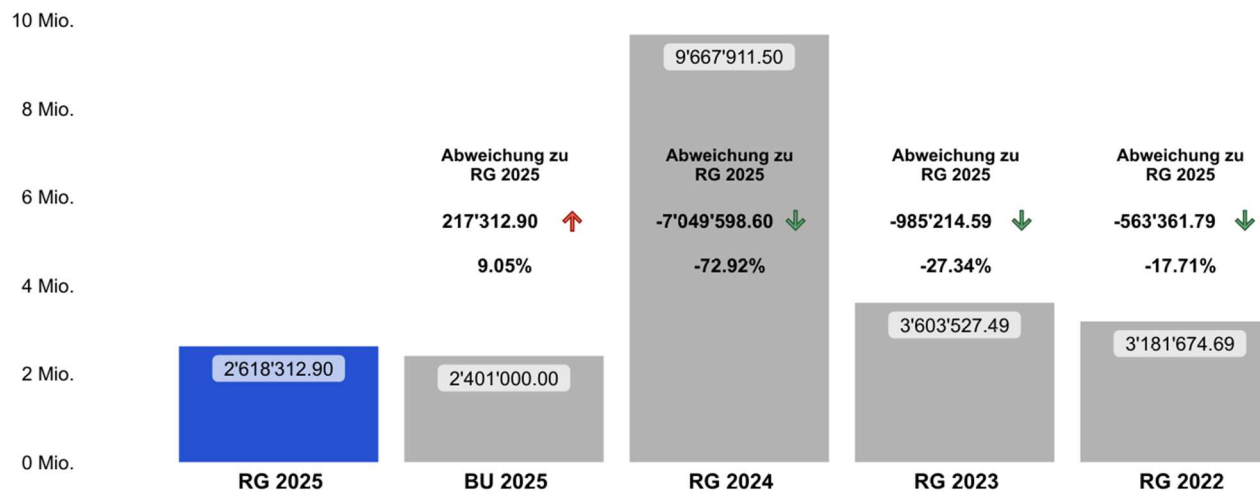 10 Mio.
9'667'911.50
8 Mio.
Abweichung zu
RG 2025
Abweichung zu
RG 2025
Abweichung zu
RG 2025
Abweichung zu
RG 2025
6 Mio.
217'312.90
-7'049'598.60
-985'214.59
-563'361.79
9.05%
-72.92%
-27.34%
-17.71%
4 Mio.
3'603'527.49
3'181'674.69
2'618'312.90
2'401'000.00
2 Mio.
0 Mio.
RG 2025
BU 2025
RG 2024
RG 2023
RG 2022